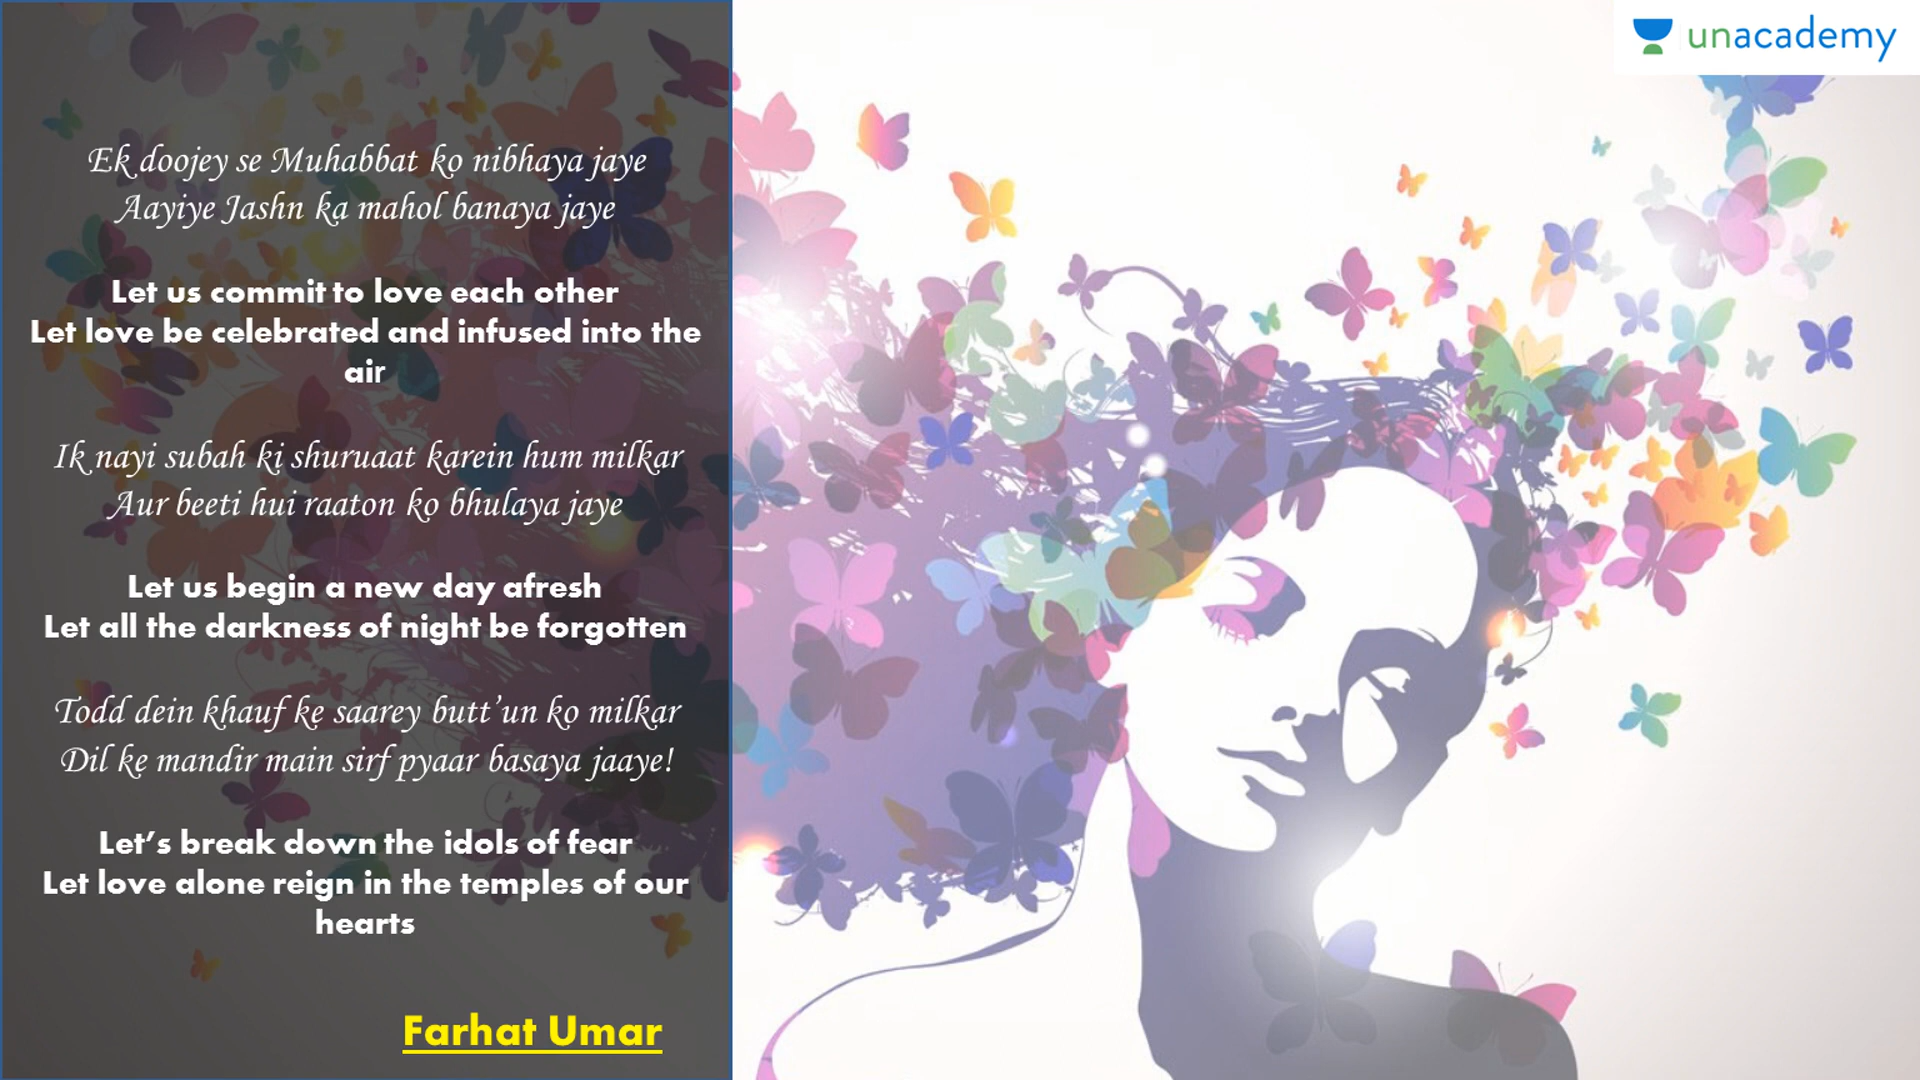 unacademy
Ek doojey se Muhabbat ko nibhaya jaye
Aayiye Jashn ka mahol banaya jaye
Let us commit to love each other
Let love be celebrated and infused into the
air
Ik nayi subah ki shuruaat karein hum milkar
Aur beeti hui raaton ko bhulaya jaye
Let us begin a new day afresh
Let all the darkness of night be forgotten
Todd dein khauf ke saarey butt’un ko milkar
Dil ke mandir main sirf pyaar basaya jaaye!
Let’s break down the idols of fear
Let love alone reign in the temples of our
hearts
Farhat Umar